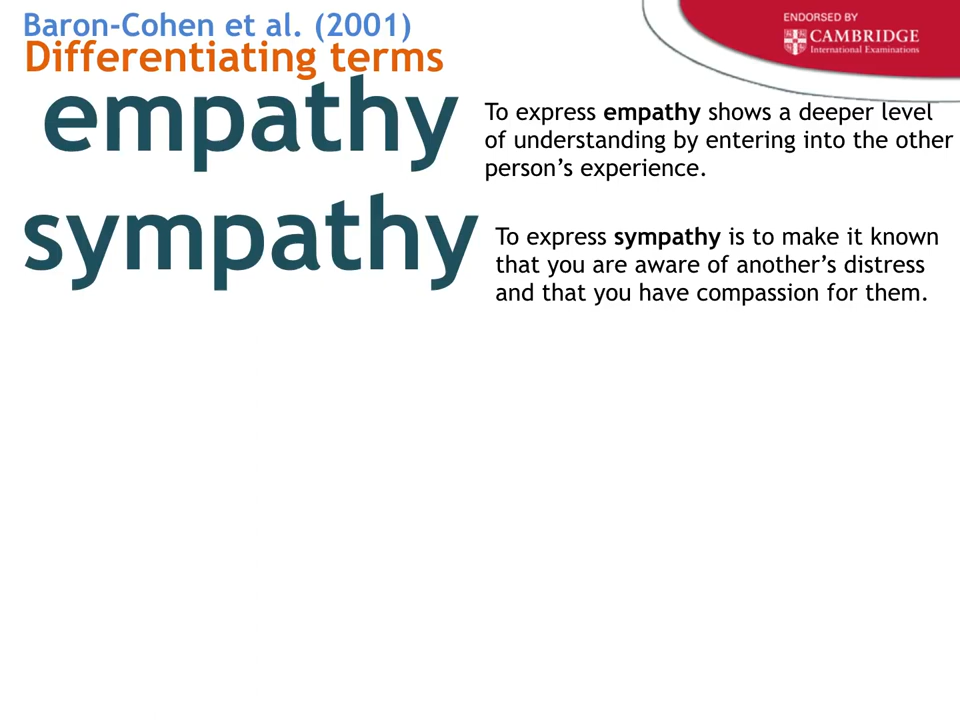 Baron-Cohen et al. (2001)
Differentiating terms
ENDORSED BY
CAMBRIDGE
International Examinations
empathy
To express empathy shows a deeper level
of understanding by entering into the other
person’s experience.
sympathy
To express sympathy is to make it known
that you are aware of another’s distress
and that you have compassion for them.